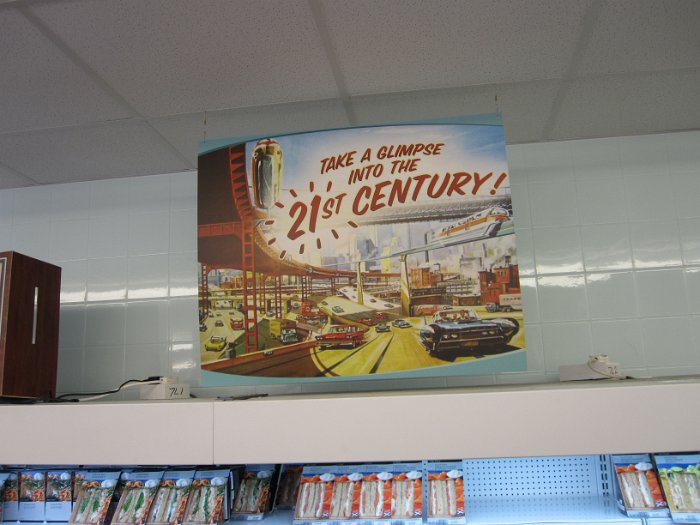 TAKE A GLIMPSE
INTO THE
21ST CENTURY!